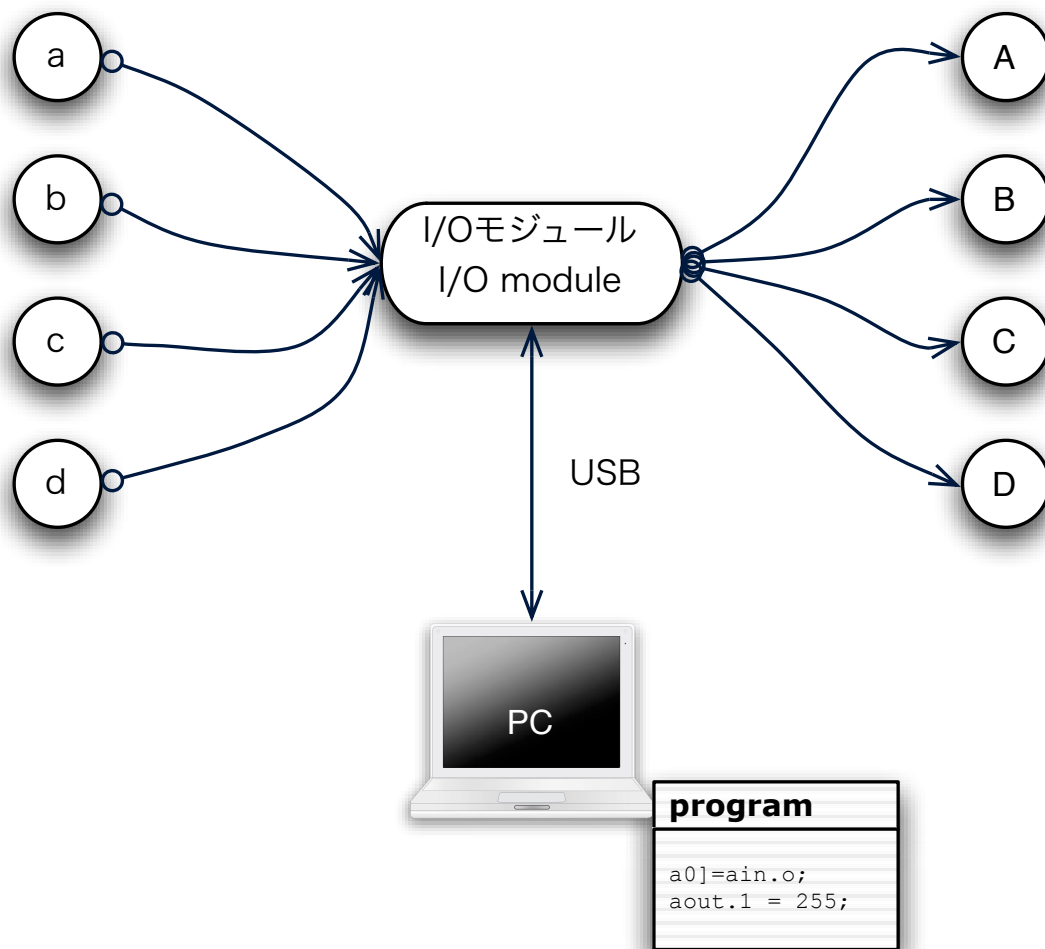 a
A
b
B
I/Oモジュール
I/O module
c
C
d
D
USB
PC
program
a0]=ain.o;
aout.1 = 255;